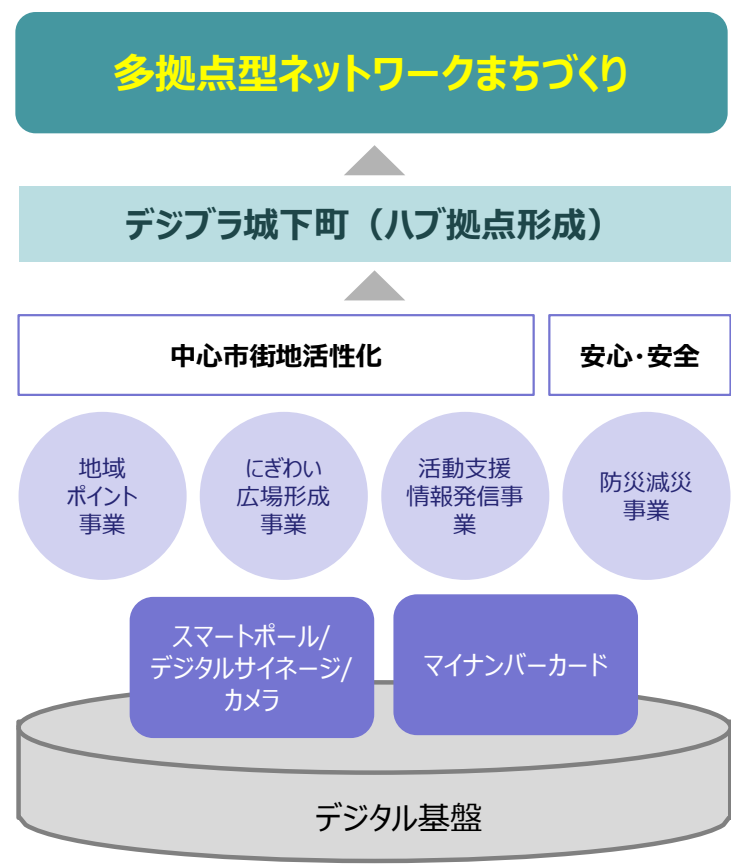 多拠点型ネットワークまちづくり
デジブラ城下町（ハブ拠点形成）
中心市街地活性化
安心・安全
地域
ポイント
事業
にぎわい
広場形成
事業
活動支援
情報発信事
業
防災減災
事業
スマートポール/
デジタルサイネージ/
カメラ
マイナンバーカード
デジタル基盤